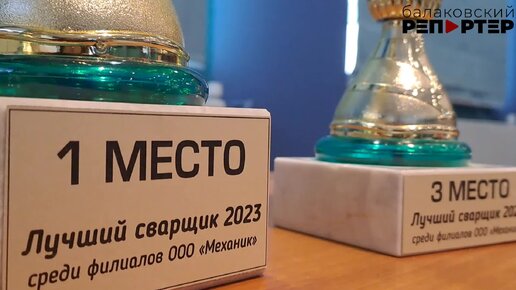 балаковский
РЕПОРТЕР
1 МЕСТО
Лучший сварщик 2023
среди филиалов ООО «Механик»
3 МЕСТО
Лучший сварщик 202
среди филиалов ООО «Механик